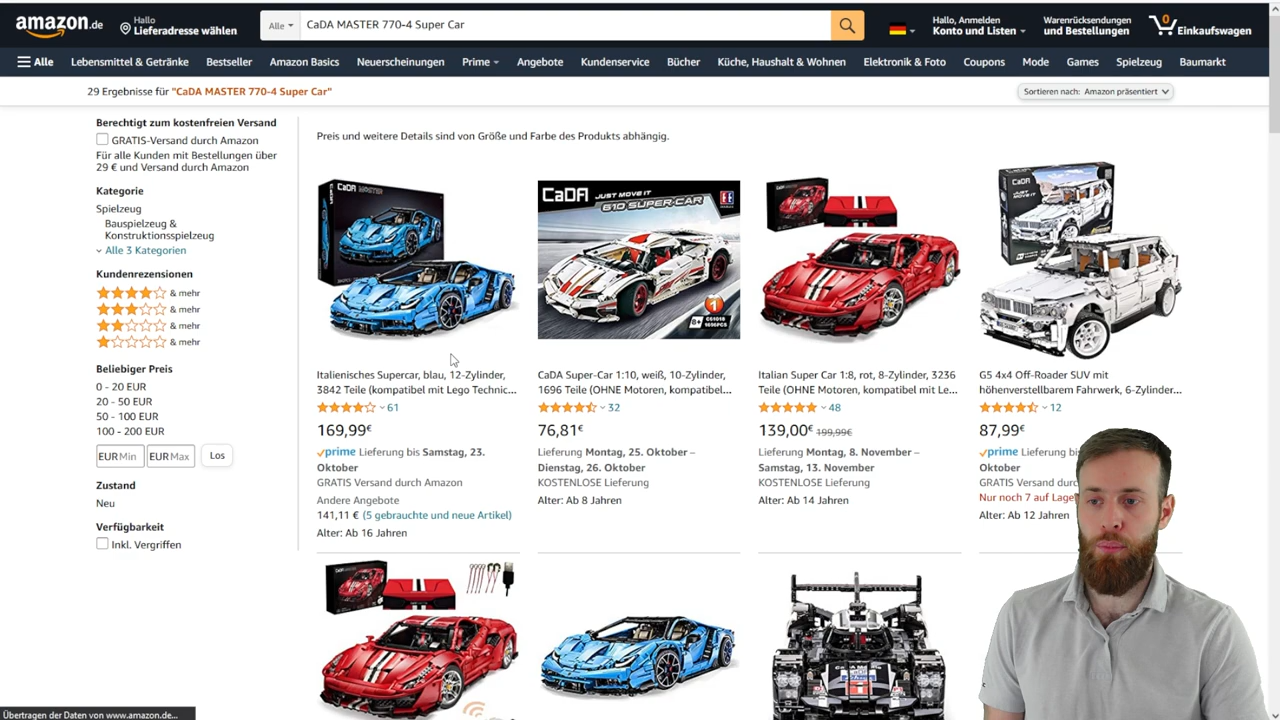 amazon.de
Hallo
Lieferadresse wählen
Alle
CaDA MASTER 770-4 Super Car
Hallo, Anmelden
Konto und Listen
Warenrücksendungen
und Bestellungen
0
Einkaufswagen
Alle
Lebensmittel & Getränke
Bestseller
Amazon Basics
Neuerscheinungen
Prime
Angebote
Kundenservice
Bücher
Küche, Haushalt & Wohnen
Elektronik & Foto
Coupons
Mode
Games
Spielzeug
Baumarkt
29 Ergebnisse für "CaDA MASTER 770-4 Super Car"
Sortieren nach: Amazon präsentiert
Berechtigt zum kostenfreien Versand
GRATIS-Versand durch Amazon
Für alle Kunden mit Bestellungen über
29 € und Versand durch Amazon
Kategorie
Spielzeug
Bauspielzeug &
Konstruktionsspielzeug
Alle 3 Kategorien
Kundenrezensionen
& mehr
& mehr
& mehr
& mehr
Beliebiger Preis
0 - 20 EUR
20 - 50 EUR
50 - 100 EUR
100 - 200 EUR
EUR Min
EUR Max
Los
Zustand
Neu
Verfügbarkeit
Inkl. Vergriffen
Preis und weitere Details sind von Größe und Farbe des Produkts abhängig.
CaDA MASTER
Italienisches Supercar, blau, 12-Zylinder,
3842 Teile (kompatibel mit Lego Technic...
61
169,99€
prime Lieferung bis Samstag, 23.
Oktober
GRATIS Versand durch Amazon
Andere Angebote
141,11 € (5 gebrauchte und neue Artikel)
Alter: Ab 16 Jahren
CaDA
JUST MOVE IT
610 SUPER-CAR
1
8+
C61018
1696PCS
CaDA Super-Car 1:10, weiß, 10-Zylinder,
1696 Teile (OHNE Motoren, kompatibel...
32
76,81€
Lieferung Montag, 25. Oktober –
Dienstag, 26. Oktober
KOSTENLOSE Lieferung
Alter: Ab 8 Jahren
Italian Super Car 1:8, rot, 8-Zylinder, 3236
Teile (OHNE Motoren, kompatibel mit Le...
48
139,00€ 199,99€
Lieferung Montag, 8. November –
Samstag, 13. November
KOSTENLOSE Lieferung
Alter: Ab 14 Jahren
CaDA
JUST MOVE IT
G5 4x4 Off-Roader SUV mit
höhenverstellbarem Fahrwerk, 6-Zylinder...
12
87,99€
prime Lieferung bis
Oktober
GRATIS Versand durch
Nur noch 7 auf Lage
Alter: Ab 12 Jahren
Übertragen der Daten von www.amazon.de...